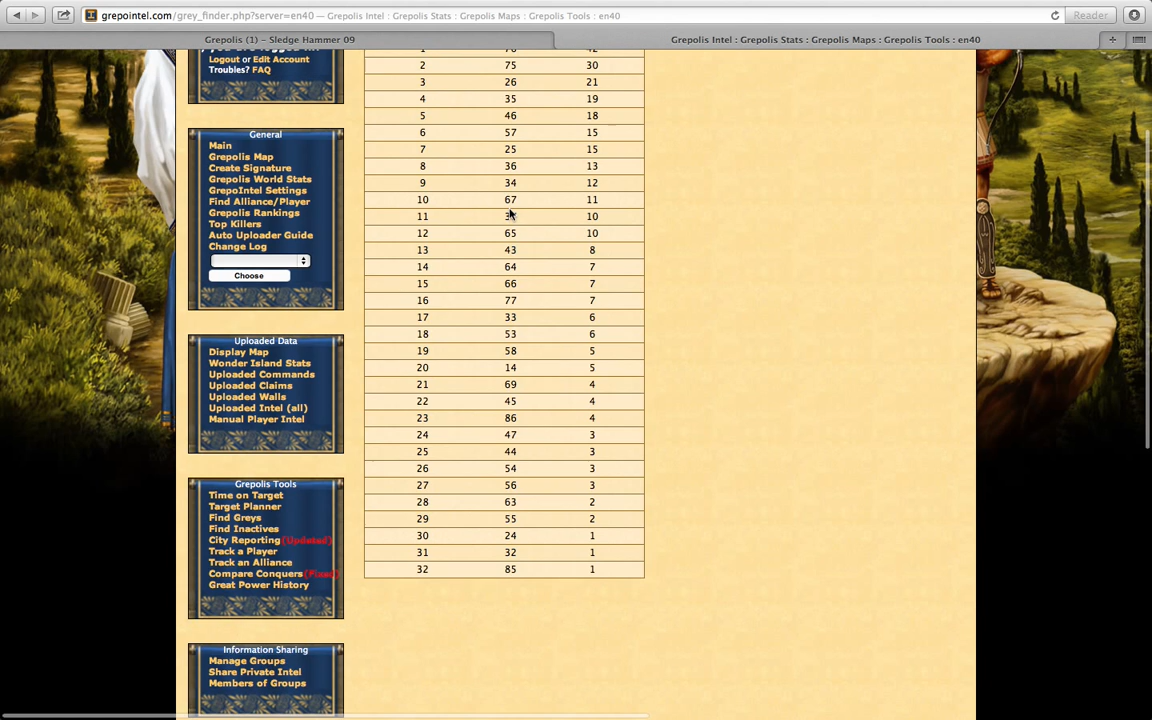 grepointel.com/grey_finder.php?server=en40 — Grepolis Intel : Grepolis Stats : Grepolis Maps : Grepolis Tools : en40
Reader
Grepolis (1) – Sledge Hammer 09
Grepolis Intel : Grepolis Stats : Grepolis Maps : Grepolis Tools : en40
Logout or Edit Account
Troubles? FAQ
General
Main
Grepolis Map
Create Signature
Grepolis World Stats
GrepoIntel Settings
Find Alliance/Player
Grepolis Rankings
Top Killers
Auto Uploader Guide
Change Log
Choose
Uploaded Data
Display Map
Wonder Island Stats
Uploaded Commands
Uploaded Claims
Uploaded Walls
Uploaded Intel (all)
Manual Player Intel
Grepolis Tools
Time on Target
Target Planner
Find Greys
Find Inactives
City Reporting(Updated)
Track a Player
Track an Alliance
Compare Conquers(Fixed)
Great Power History
Information Sharing
Manage Groups
Share Private Intel
Members of Groups
2 75 30
3 26 21
4 35 19
5 46 18
6 57 15
7 25 15
8 36 13
9 34 12
10 67 11
11 10
12 65 10
13 43 8
14 64 7
15 66 7
16 77 7
17 33 6
18 53 6
19 58 5
20 14 5
21 69 4
22 45 4
23 86 4
24 47 3
25 44 3
26 54 3
27 56 3
28 63 2
29 55 2
30 24 1
31 32 1
32 85 1